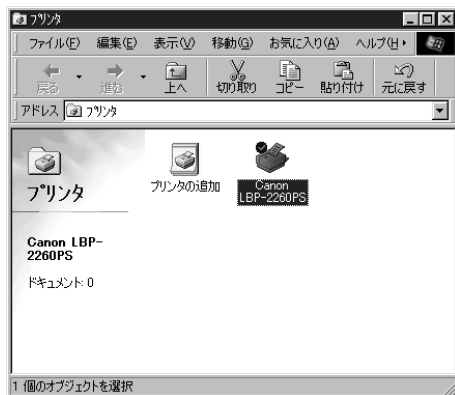 プリンタ
ファイル(F) 編集(E) 表示(V) 移動(G) お気に入り(A) ヘルプ(H)
戻る 進む 上へ 切り取り コピー 貼り付け 元に戻す
アドレス プリンタ
プリンタ
プリンタの追加
Canon
LBP-2260PS
Canon LBP-
2260PS
ドキュメント: 0
1 個のオブジェクトを選択